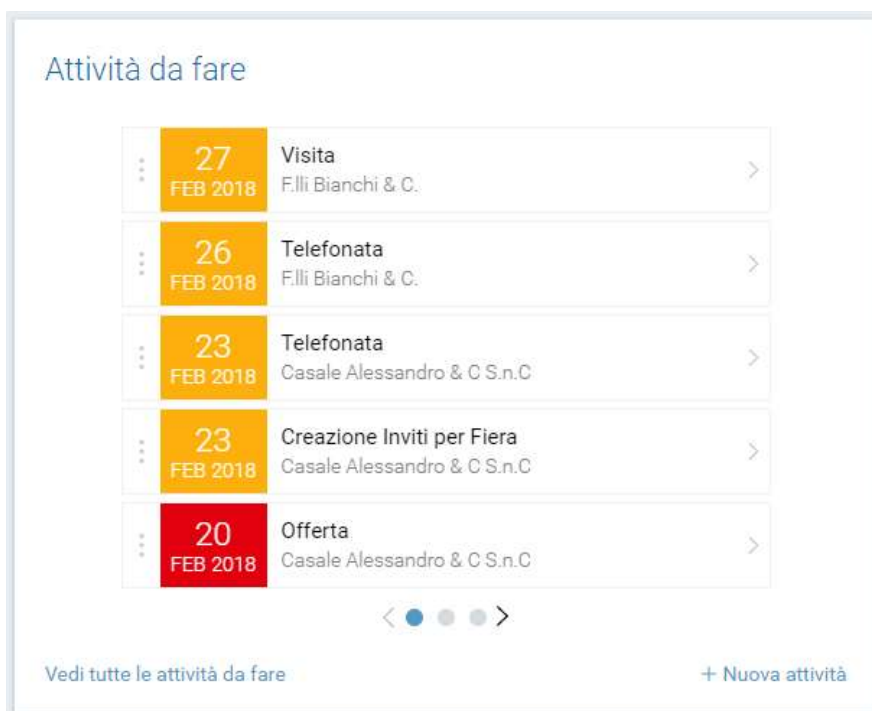 Attività da fare
27
FEB 2018
Visita
F.lli Bianchi & C.
26
FEB 2018
Telefonata
F.lli Bianchi & C.
23
FEB 2018
Telefonata
Casale Alessandro & C S.n.C
23
FEB 2018
Creazione Inviti per Fiera
Casale Alessandro & C S.n.C
20
FEB 2018
Offerta
Casale Alessandro & C S.n.C
Vedi tutte le attività da fare
+ Nuova attività